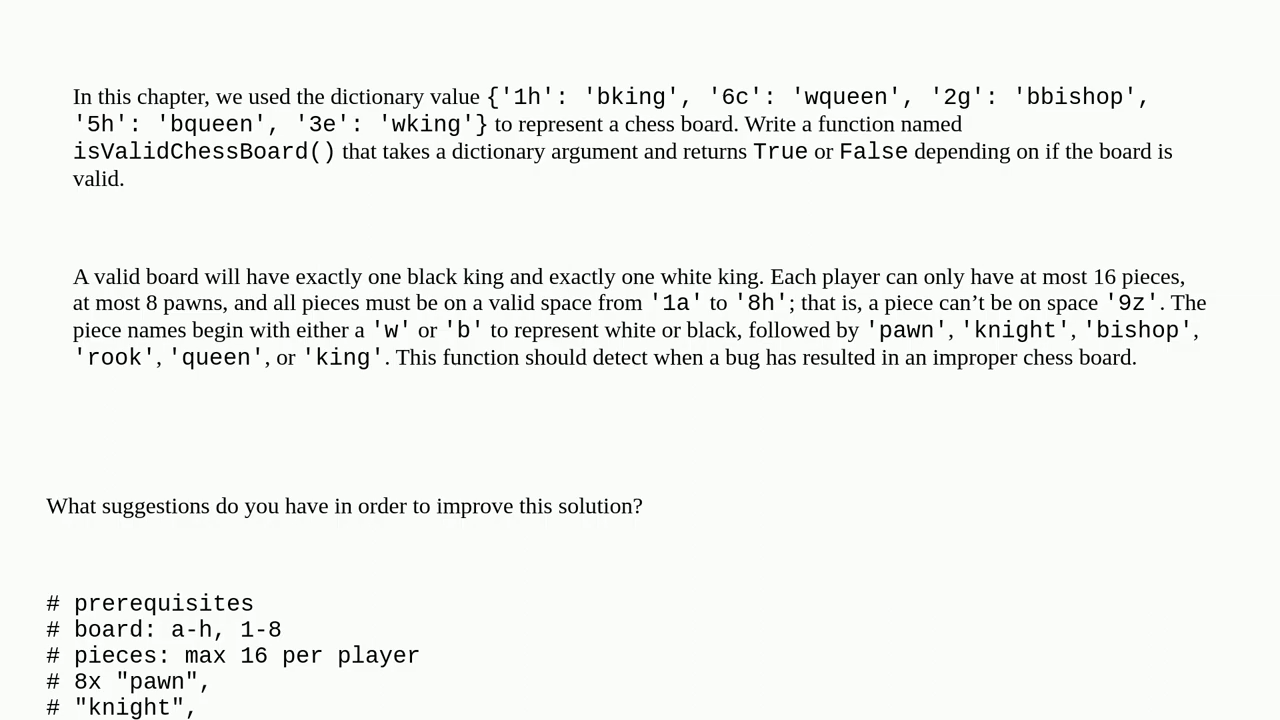 In this chapter, we used the dictionary value {'1h': 'bking', '6c': 'wqueen', '2g': 'bbishop',
'5h': 'bqueen', '3e': 'wking'} to represent a chess board. Write a function named
isValidChessBoard() that takes a dictionary argument and returns True or False depending on if the board is
valid.
A valid board will have exactly one black king and exactly one white king. Each player can only have at most 16 pieces,
at most 8 pawns, and all pieces must be on a valid space from '1a' to '8h'; that is, a piece can’t be on space '9z'. The
piece names begin with either a 'w' or 'b' to represent white or black, followed by 'pawn', 'knight', 'bishop',
'rook', 'queen', or 'king'. This function should detect when a bug has resulted in an improper chess board.
What suggestions do you have in order to improve this solution?
# prerequisites
# board: a-h, 1-8
# pieces: max 16 per player
# 8x "pawn",
# "knight",